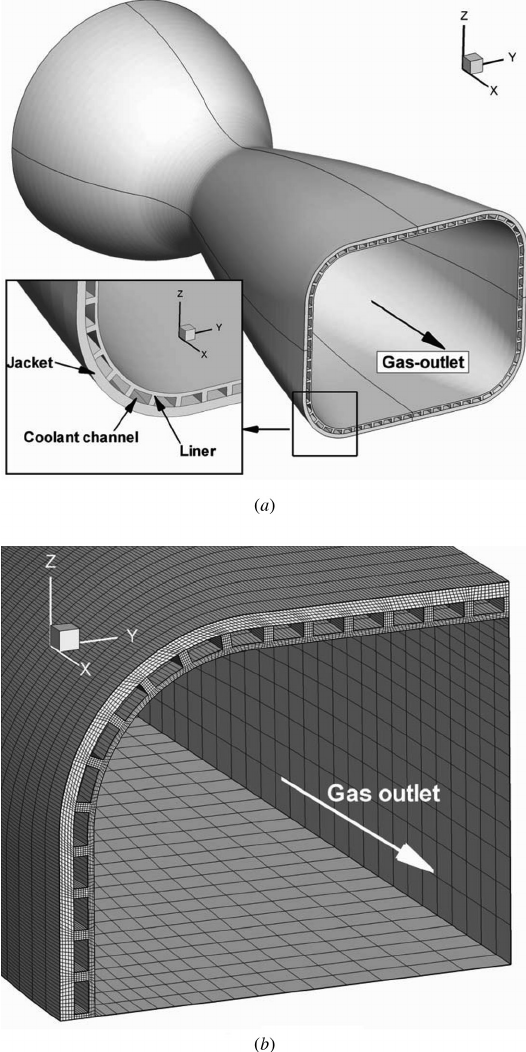 Z
Y
X
Z
Y
X
Jacket
Gas-outlet
Coolant channel
Liner
(a)
Z
Y
X
Gas outlet
(b)